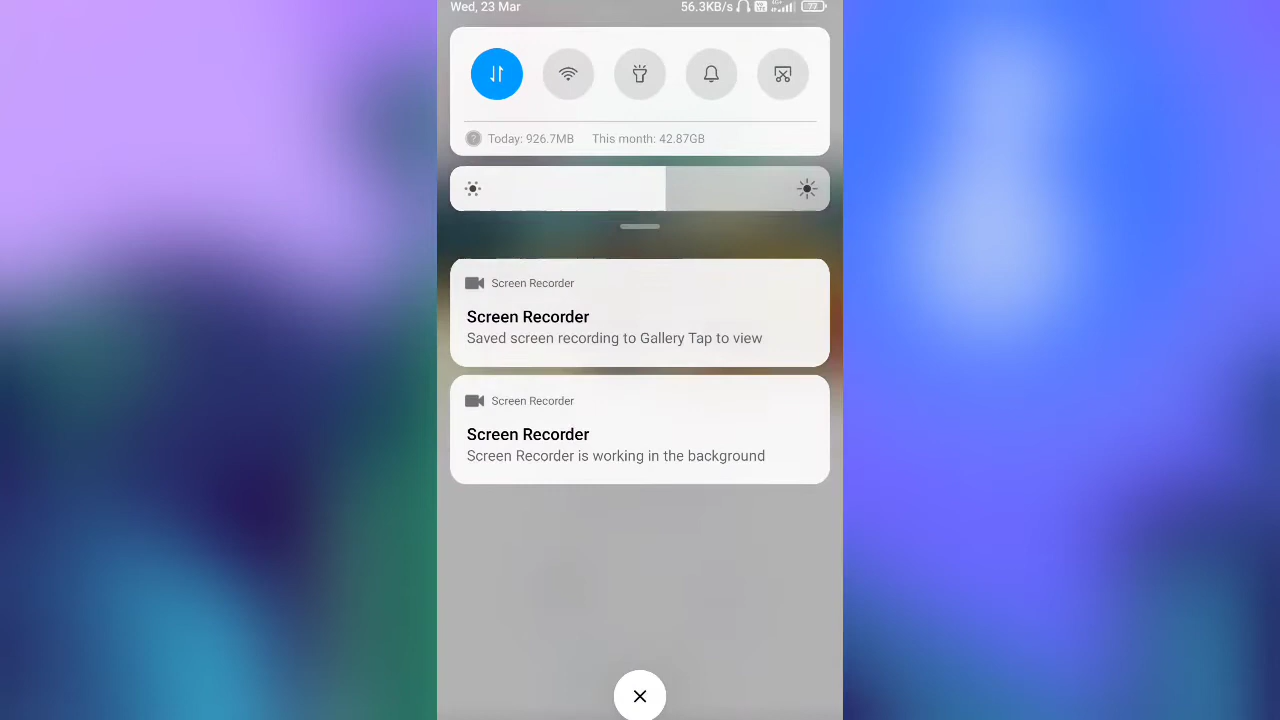 Wed, 23 Mar 56.3KB/s 77
Today: 926.7MB This month: 42.87GB
Screen Recorder
Screen Recorder
Saved screen recording to Gallery Tap to view
Screen Recorder
Screen Recorder
Screen Recorder is working in the background